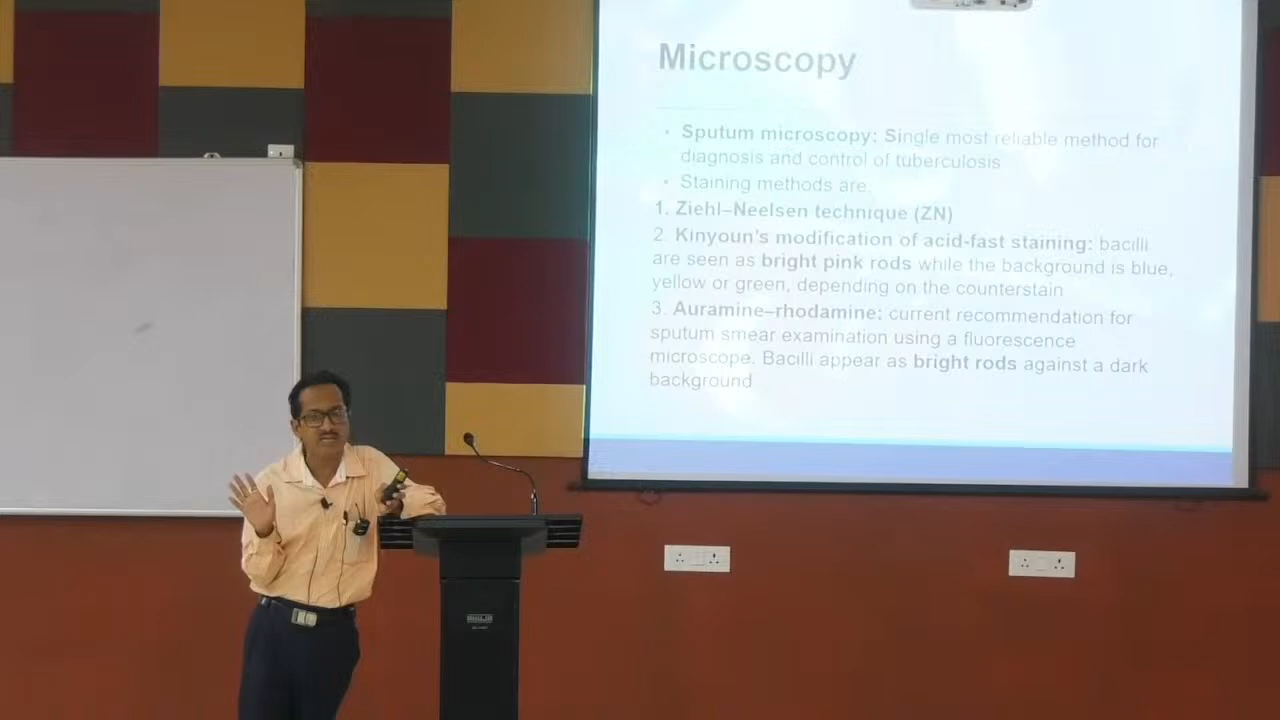 Microscopy
• Sputum microscopy: Single most reliable method for
diagnosis and control of tuberculosis
• Staining methods are:
1. Ziehl–Neelsen technique (ZN)
2. Kinyoun's modification of acid-fast staining: bacilli
are seen as bright pink rods while the background is blue,
yellow or green, depending on the counterstain
3. Auramine–rhodamine: current recommendation for
sputum smear examination using a fluorescence
microscope. Bacilli appear as bright rods against a dark
background